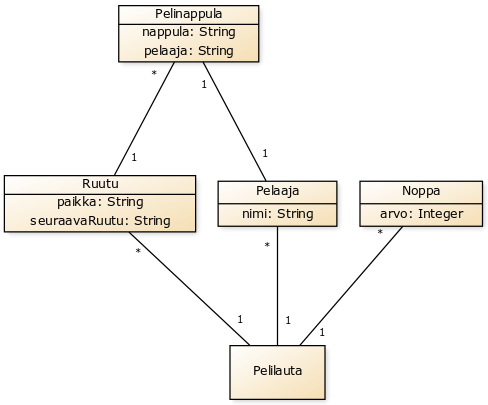 Pelinappula
nappula: String
pelaaja: String
* 1
1 1
Ruutu
paikka: String
seuraavaRuutu: String
Pelaaja
nimi: String
Noppa
arvo: Integer
* * *
1 1 1
Pelilauta